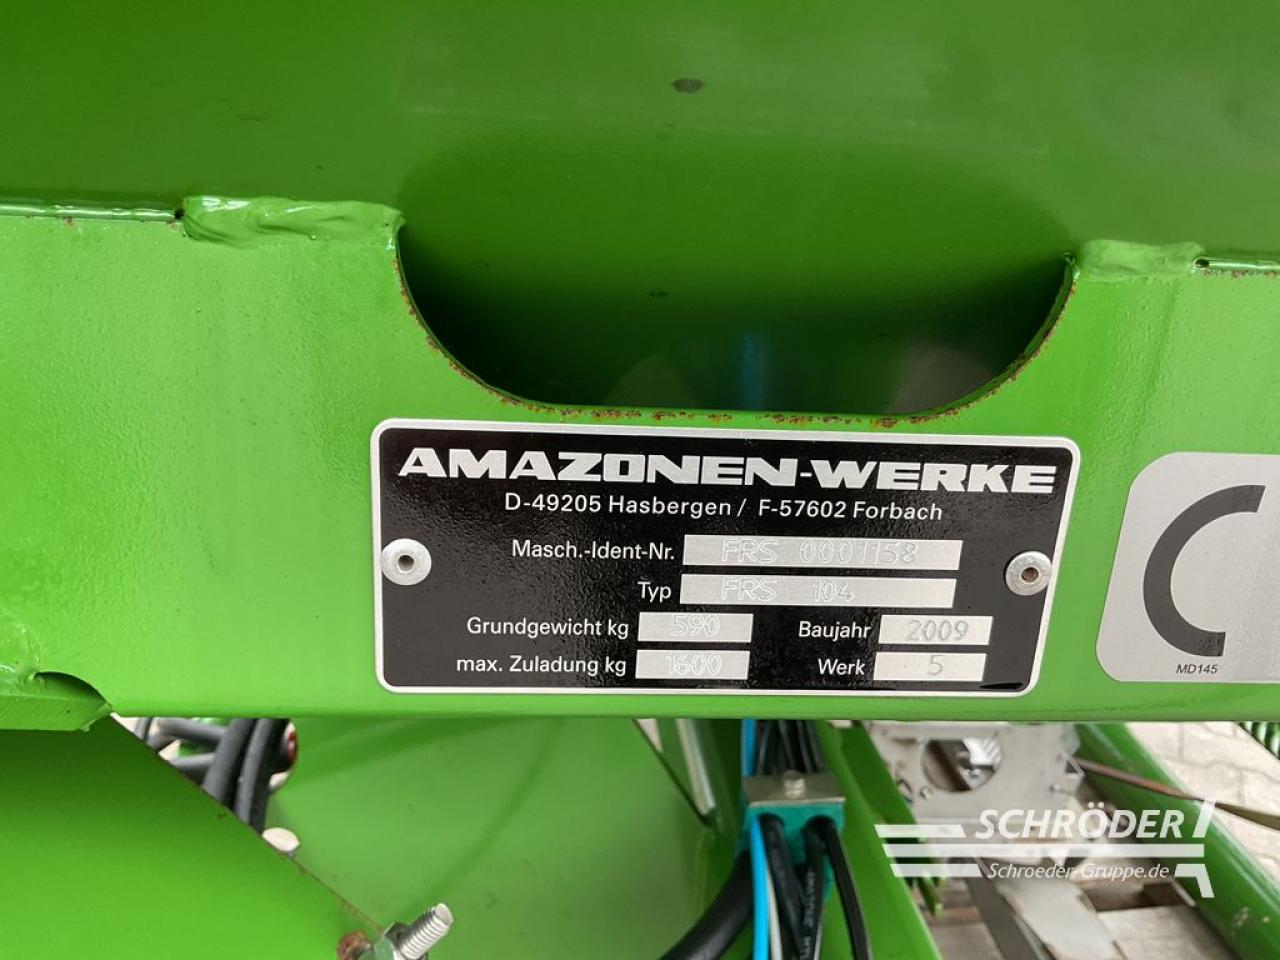 AMAZONEN-WERKE
D-49205 Hasbergen / F-57602 Forbach
Masch.-Ident-Nr. FRS 0001158
Typ FRS 104
Grundgewicht kg 590 Baujahr 2009
max. Zuladung kg 1600 Werk 5
C
MD145
SCHRÖDER
Schroeder-Gruppe.de